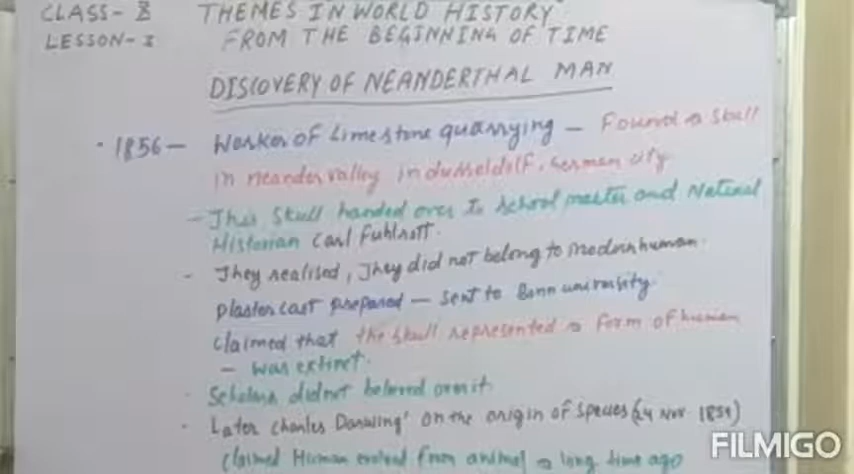 CLASS- XI THEMES IN WORLD HISTORY
LESSON- I FROM THE BEGINNING OF TIME
DISCOVERY OF NEANDERTHAL MAN
· 1856 — Worker of Limestone quarrying — Found a skull
in neander valley in dusseldolf, German city
- This skull handed over to school master and Natural
Historian Carl Fuhlrott.
- They realised, They did not belong to modern human.
plaster cast prepared — sent to Bonn university.
claimed that the skull represented a form of human
- was extinct.
· Scholars did not believed on it.
· Later Charles Darwing' on the origin of species (24 Nov 1859)
claimed Human evolved from animal a long time ago
FILMIGO